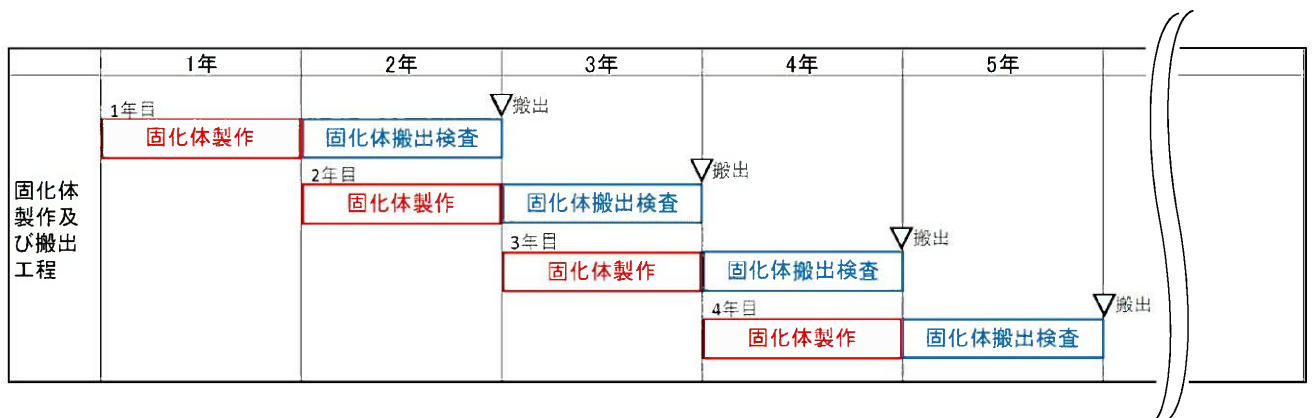 1年 2年 3年 4年 5年
固化体
製作及
び搬出
工程
1年目
▽搬出
固化体製作 固化体搬出検査
2年目
▽搬出
固化体製作 固化体搬出検査
3年目
▽搬出
固化体製作 固化体搬出検査
4年目
▽搬出
固化体製作 固化体搬出検査